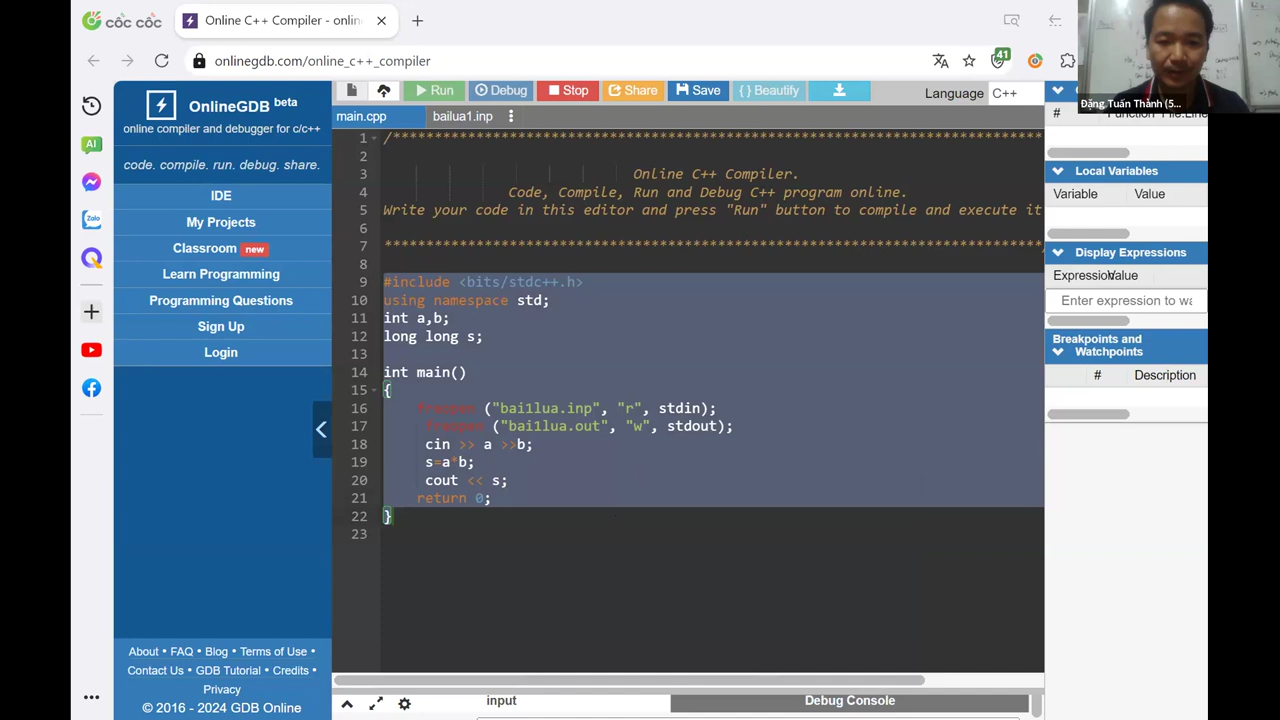 cốc cốc
Online C++ Compiler - onlin
onlinegdb.com/online_c++_compiler
41
Đặng Tuấn Thành (5...
OnlineGDB beta
online compiler and debugger for c/c++
code. compile. run. debug. share.
IDE
My Projects
Classroom new
Learn Programming
Programming Questions
Sign Up
Login
About • FAQ • Blog • Terms of Use •
Contact Us • GDB Tutorial • Credits •
Privacy
© 2016 - 2024 GDB Online
AI
Zalo
Run
Debug
Stop
Share
Save
{ } Beautify
Language C++
main.cpp
bailua1.inp
1 /******************************************************************************
2
3 Online C++ Compiler.
4 Code, Compile, Run and Debug C++ program online.
5 Write your code in this editor and press "Run" button to compile and execute it
6
7 *******************************************************************************
8
9 #include <bits/stdc++.h>
10 using namespace std;
11 int a,b;
12 long long s;
13
14 int main()
15 {
16 freopen ("bai1lua.inp", "r", stdin);
17 freopen ("bai1lua.out", "w", stdout);
18 cin >> a >>b;
19 s=a*b;
20 cout << s;
21 return 0;
22 }
23
input
Debug Console
# Function File:Line
Local Variables
Variable Value
Display Expressions
Expression Value
Enter expression to wa
Breakpoints and
Watchpoints
# Description